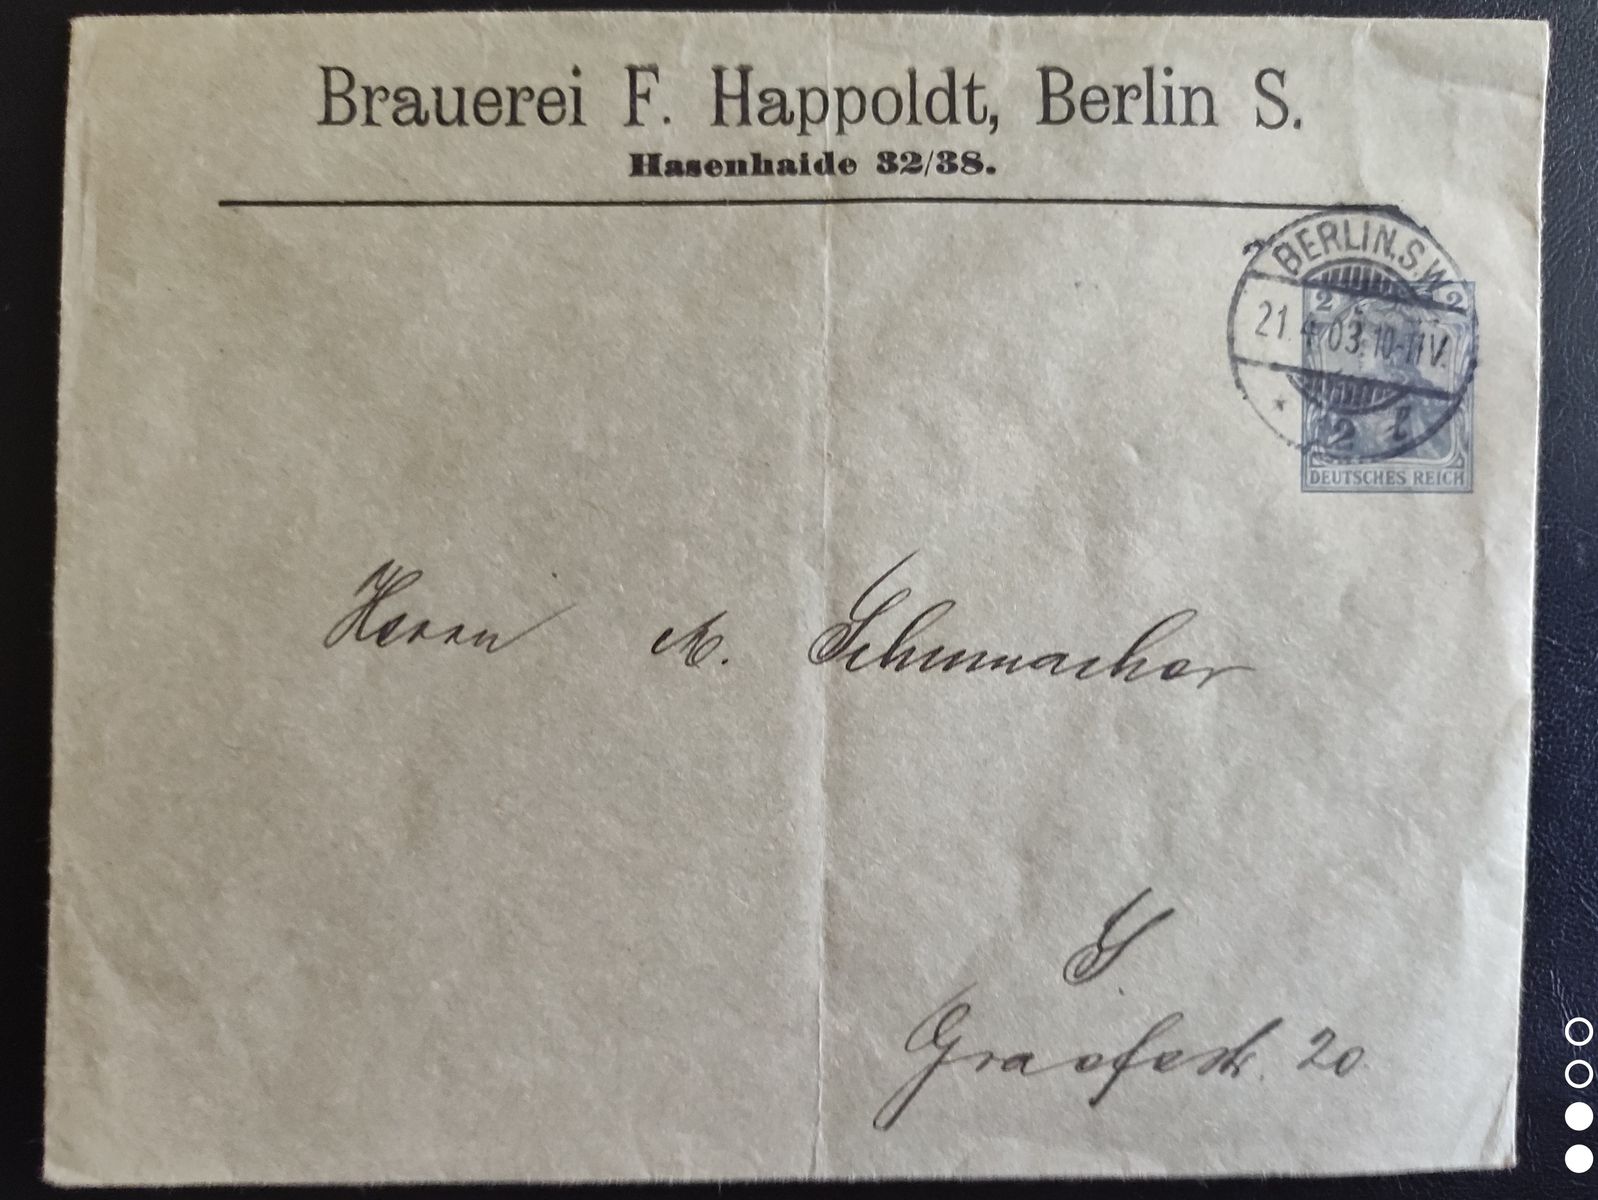 Brauerei F. Happoldt, Berlin S.
Hasenhaide 32/38.
BERLIN.S.W.
21.4.03.10-11V.
* 2 l
2 2
DEUTSCHES REICH
Herrn M. Schumacher
S.
Graefestr. 20.